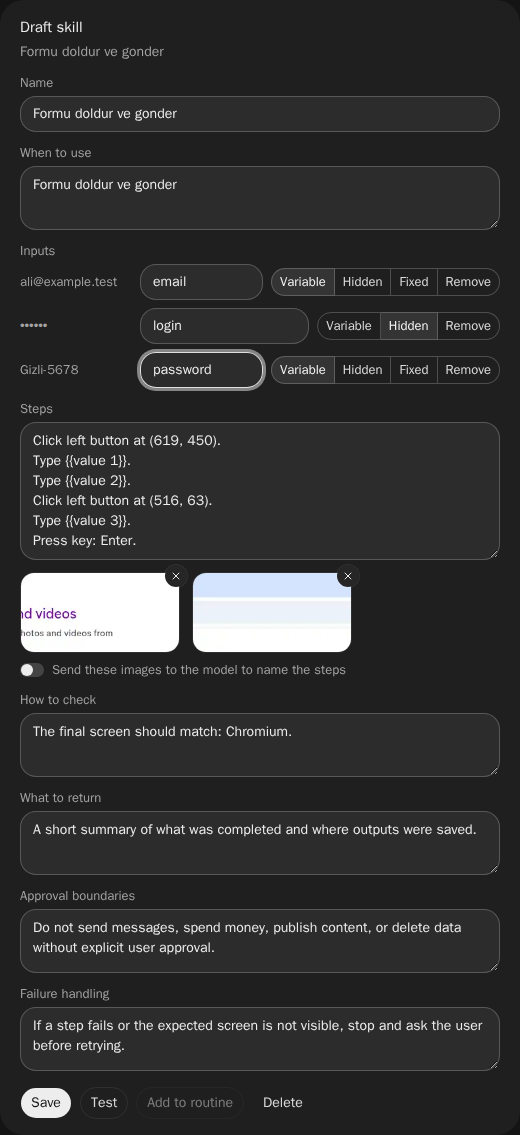 Draft skill
Formu doldur ve gonder
Name
Formu doldur ve gonder
When to use
Formu doldur ve gonder
Inputs
ali@example.test email Variable Hidden Fixed Remove
•••••• login Variable Hidden Remove
Gizli-5678 password Variable Hidden Fixed Remove
Steps
Click left button at (619, 450).
Type {{value 1}}.
Type {{value 2}}.
Click left button at (516, 63).
Type {{value 3}}.
Press key: Enter.
nd videos
hotos and videos from
Send these images to the model to name the steps
How to check
The final screen should match: Chromium.
What to return
A short summary of what was completed and where outputs were saved.
Approval boundaries
Do not send messages, spend money, publish content, or delete data
without explicit user approval.
Failure handling
If a step fails or the expected screen is not visible, stop and ask the user
before retrying.
Save Test Add to routine Delete